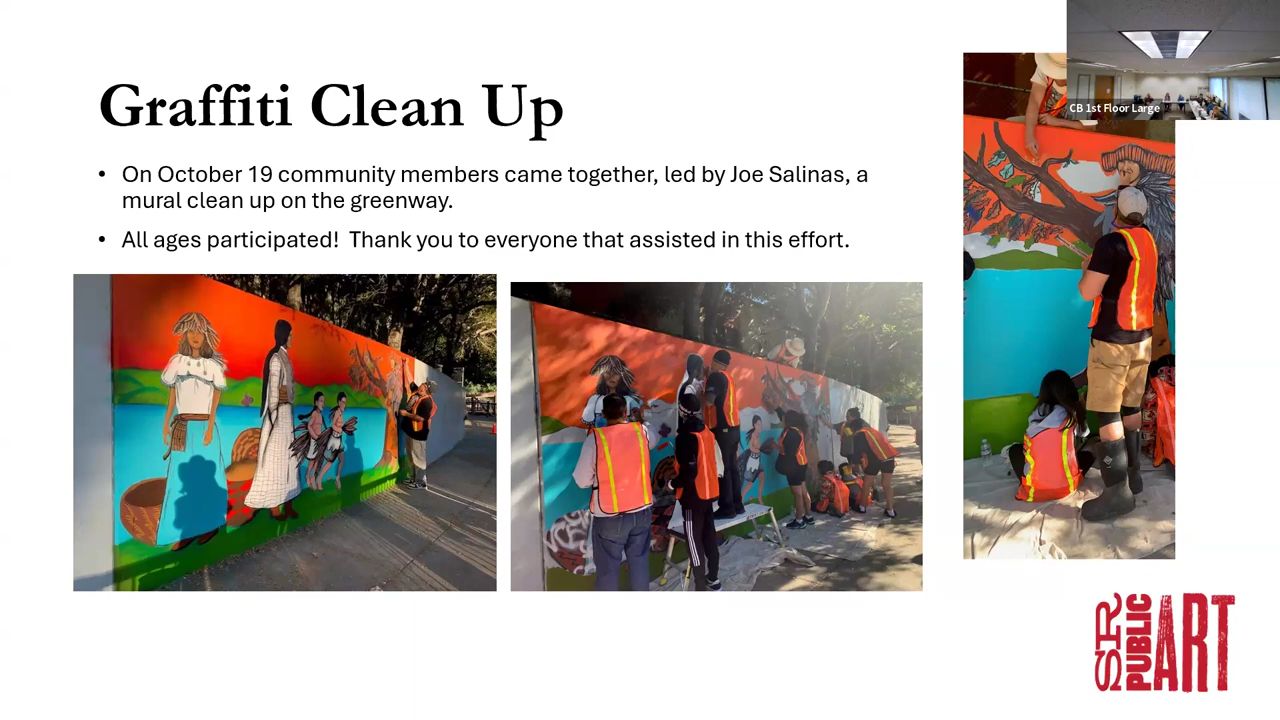 Graffiti Clean Up
• On October 19 community members came together, led by Joe Salinas, a
mural clean up on the greenway.
• All ages participated!  Thank you to everyone that assisted in this effort.
CB 1st Floor Large
SR
PUBLIC
ART